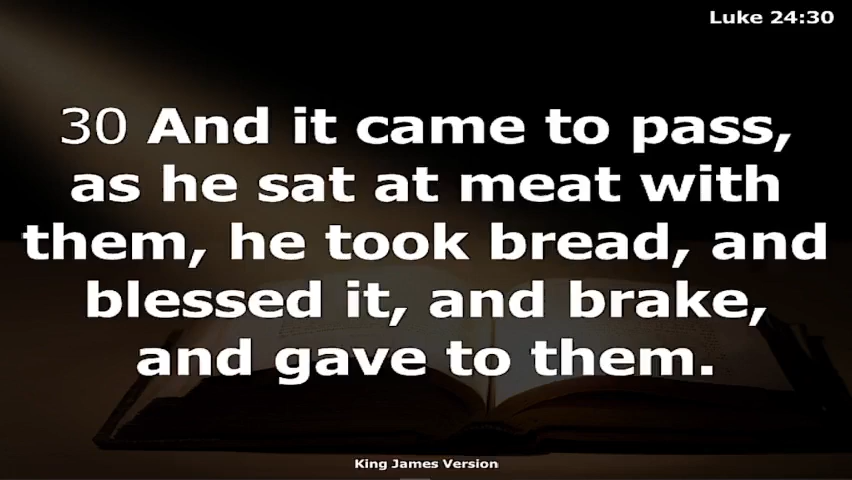 Luke 24:30
30 And it came to pass,
as he sat at meat with
them, he took bread, and
blessed it, and brake,
and gave to them.
King James Version